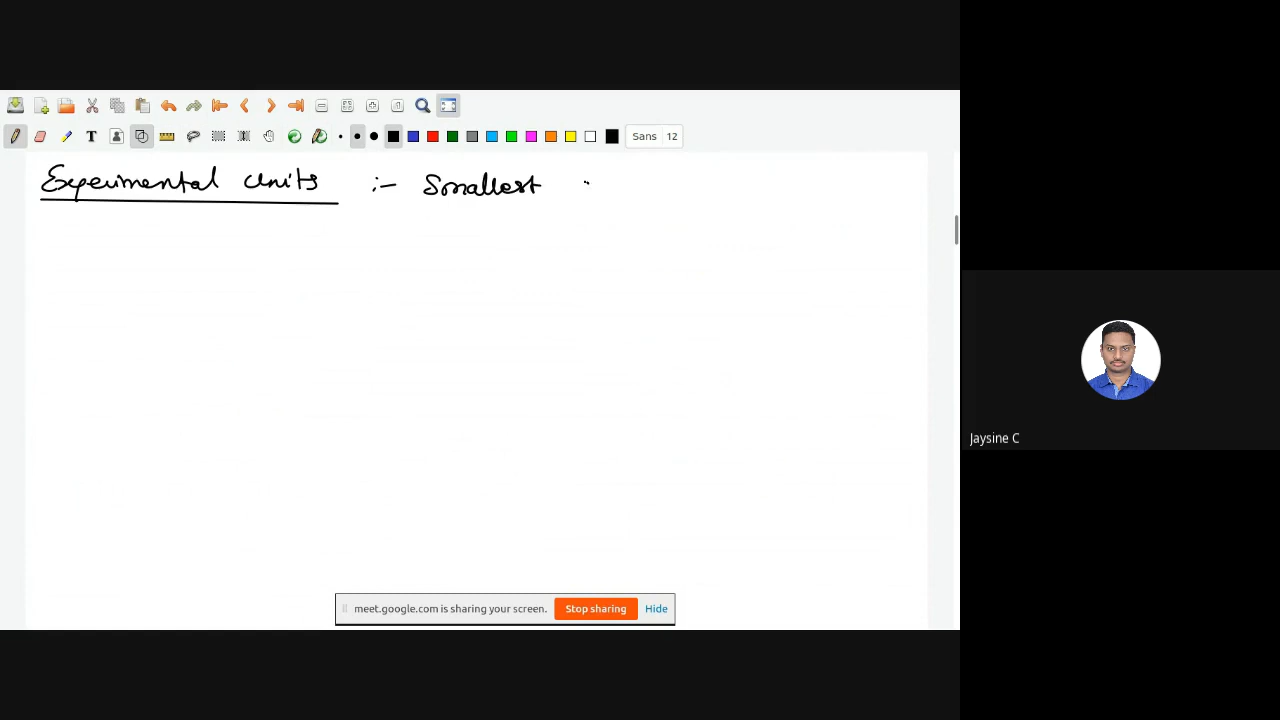 Sans 12
Experimental Units :- Smallest
Jaysine C
meet.google.com is sharing your screen. Stop sharing Hide